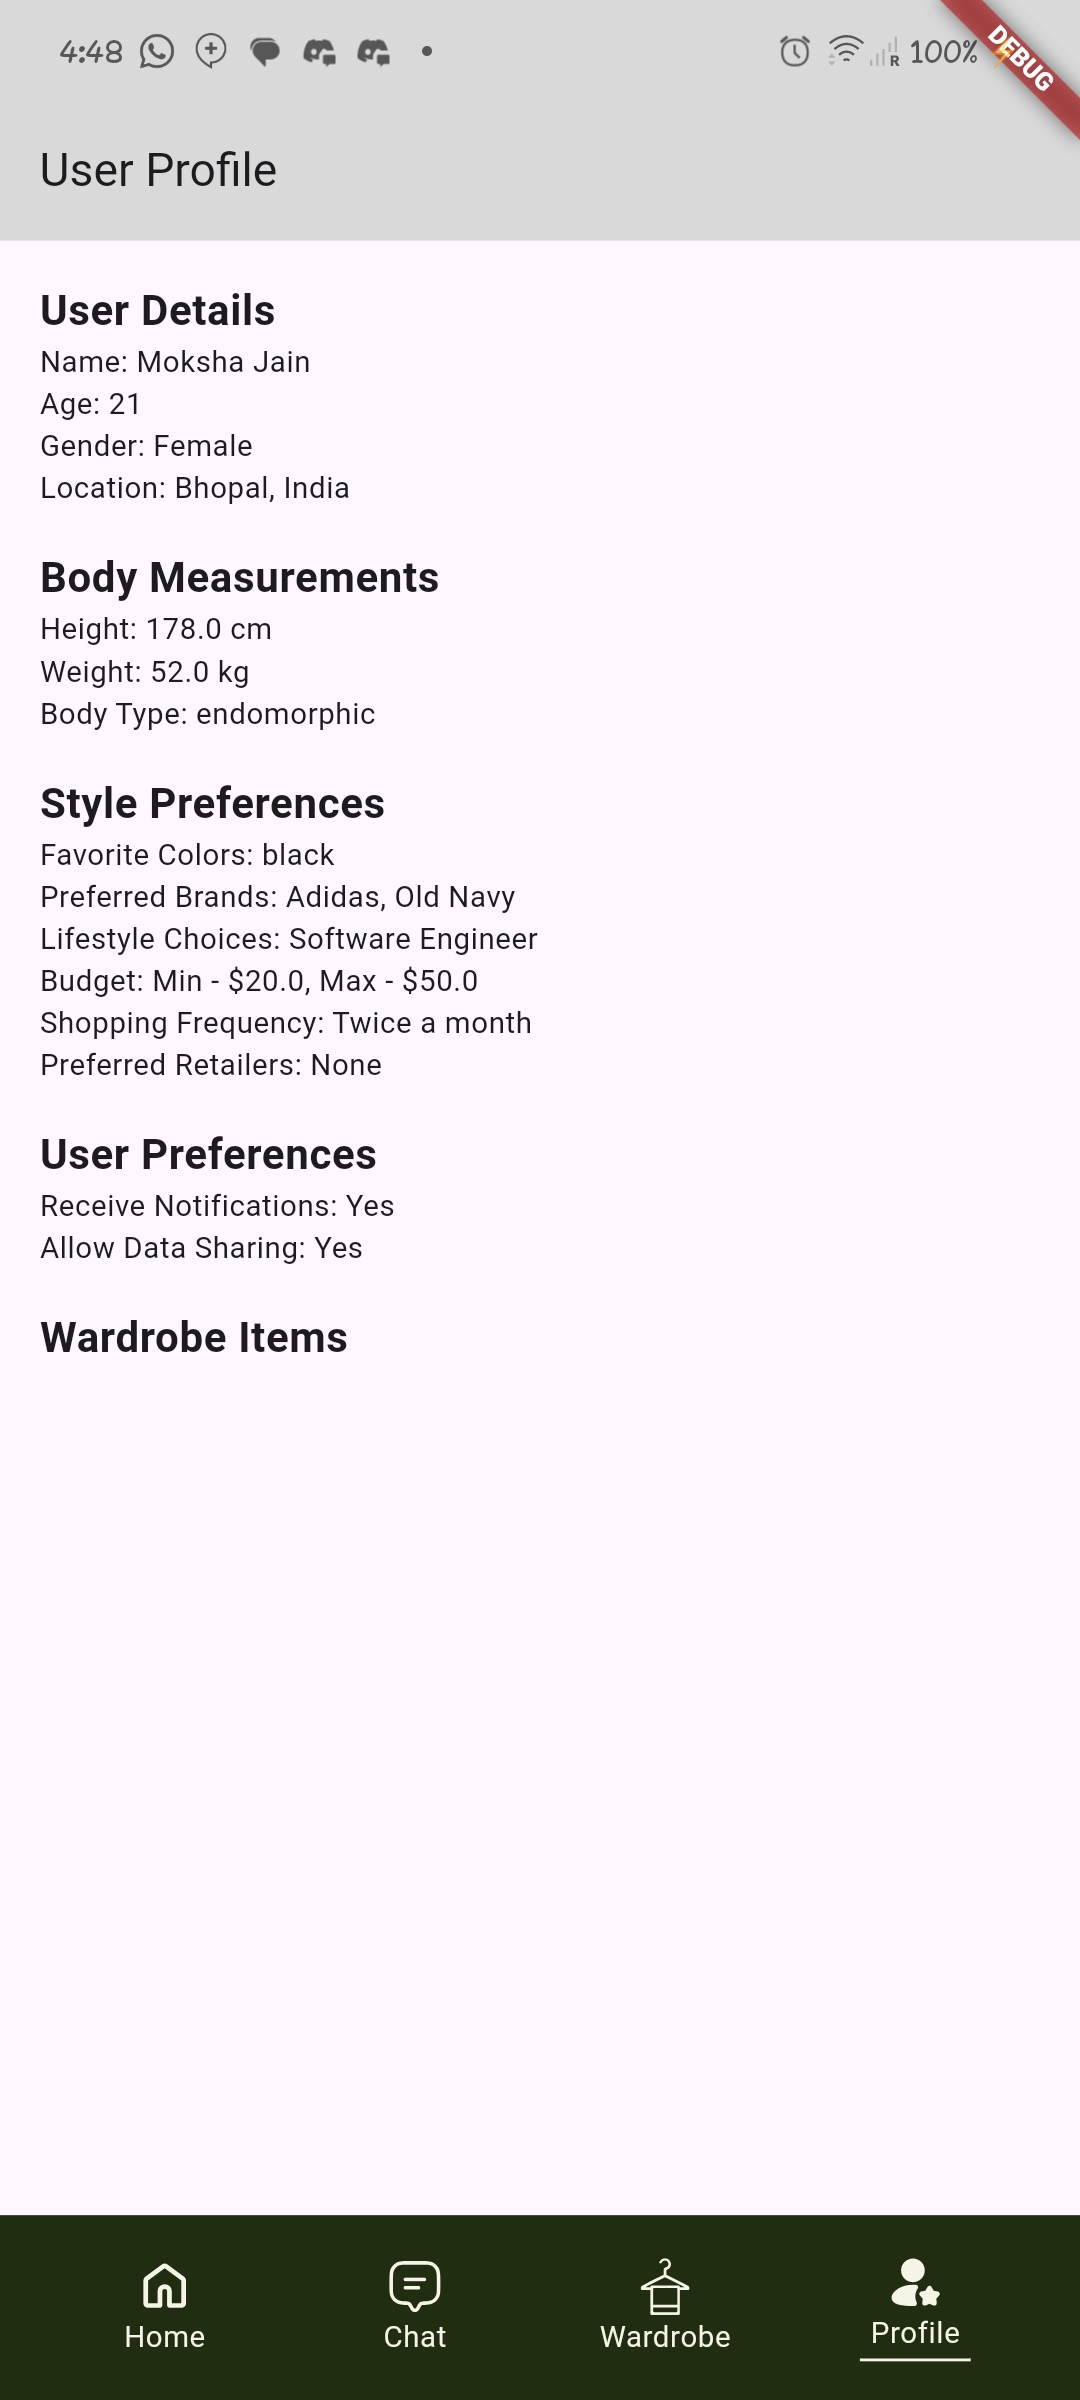 4:48
100%
DEBUG
User Profile
User Details
Name: Moksha Jain
Age: 21
Gender: Female
Location: Bhopal, India
Body Measurements
Height: 178.0 cm
Weight: 52.0 kg
Body Type: endomorphic
Style Preferences
Favorite Colors: black
Preferred Brands: Adidas, Old Navy
Lifestyle Choices: Software Engineer
Budget: Min - $20.0, Max - $50.0
Shopping Frequency: Twice a month
Preferred Retailers: None
User Preferences
Receive Notifications: Yes
Allow Data Sharing: Yes
Wardrobe Items
Home
Chat
Wardrobe
Profile